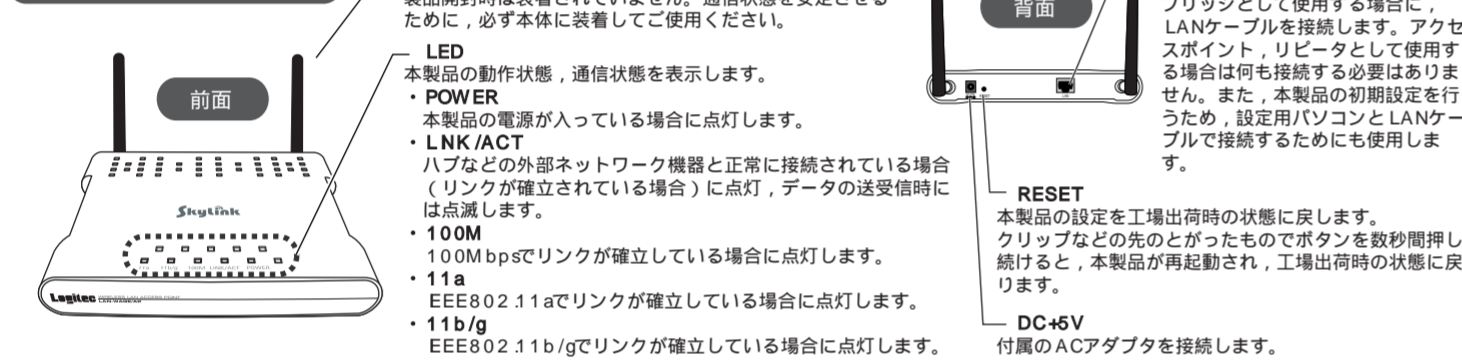 製品開封時は装着されていません。通信状態を安定させる
ために，必ず本体に装着してご使用ください。
前面
SkyLink
11a 11b/g 100M LINK/ACT POWER
Logitec WIRELESS LAN ACCESS POINT
LED
本製品の動作状態，通信状態を表示します。
・POWER
本製品の電源が入っている場合に点灯します。
・LNK/ACT
ハブなどの外部ネットワーク機器と正常に接続されている場合
（リンクが確立されている場合）に点灯，データの送受信時に
は点滅します。
・100M
100Mbpsでリンクが確立している場合に点灯します。
・11a
EEE802.11aでリンクが確立している場合に点灯します。
・11b/g
EEE802.11b/gでリンクが確立している場合に点灯します。
背面
ブリッジとして使用する場合に，
LANケーブルを接続します。アクセ
スポイント，リピータとして使用す
る場合は何も接続する必要はありま
せん。また，本製品の初期設定を行
うため，設定用パソコンとLANケー
ブルで接続するためにも使用しま
す。
RESET
本製品の設定を工場出荷時の状態に戻します。
クリップなどの先のとがったものでボタンを数秒間押し
続けると，本製品が再起動され，工場出荷時の状態に戻
ります。
DC+5V
付属のACアダプタを接続します。